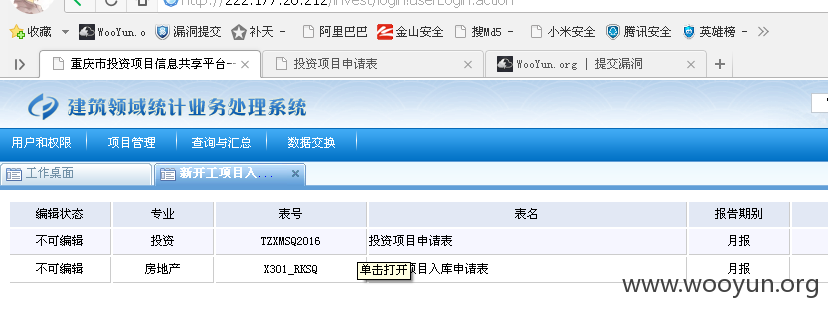 http://222.177.26.212/invest/login!userLogin.action
收藏 WooYun.o 漏洞提交 补天 - 阿里巴巴 金山安全 搜Md5 - 小米安全 腾讯安全 英雄榜 - »
重庆市投资项目信息共享平台-- × 投资项目申请表 × WooYun.org | 提交漏洞 × +
建筑领域统计业务处理系统
用户和权限 项目管理 查询与汇总 数据交换
工作桌面 新开工项目入... ×
编辑状态 专业 表号 表名 报告期别
不可编辑 投资 TZXMSQ2016 投资项目申请表 月报
不可编辑 房地产 X301_RKSQ 单击打开 项目入库申请表 月报
www.wooyun.org